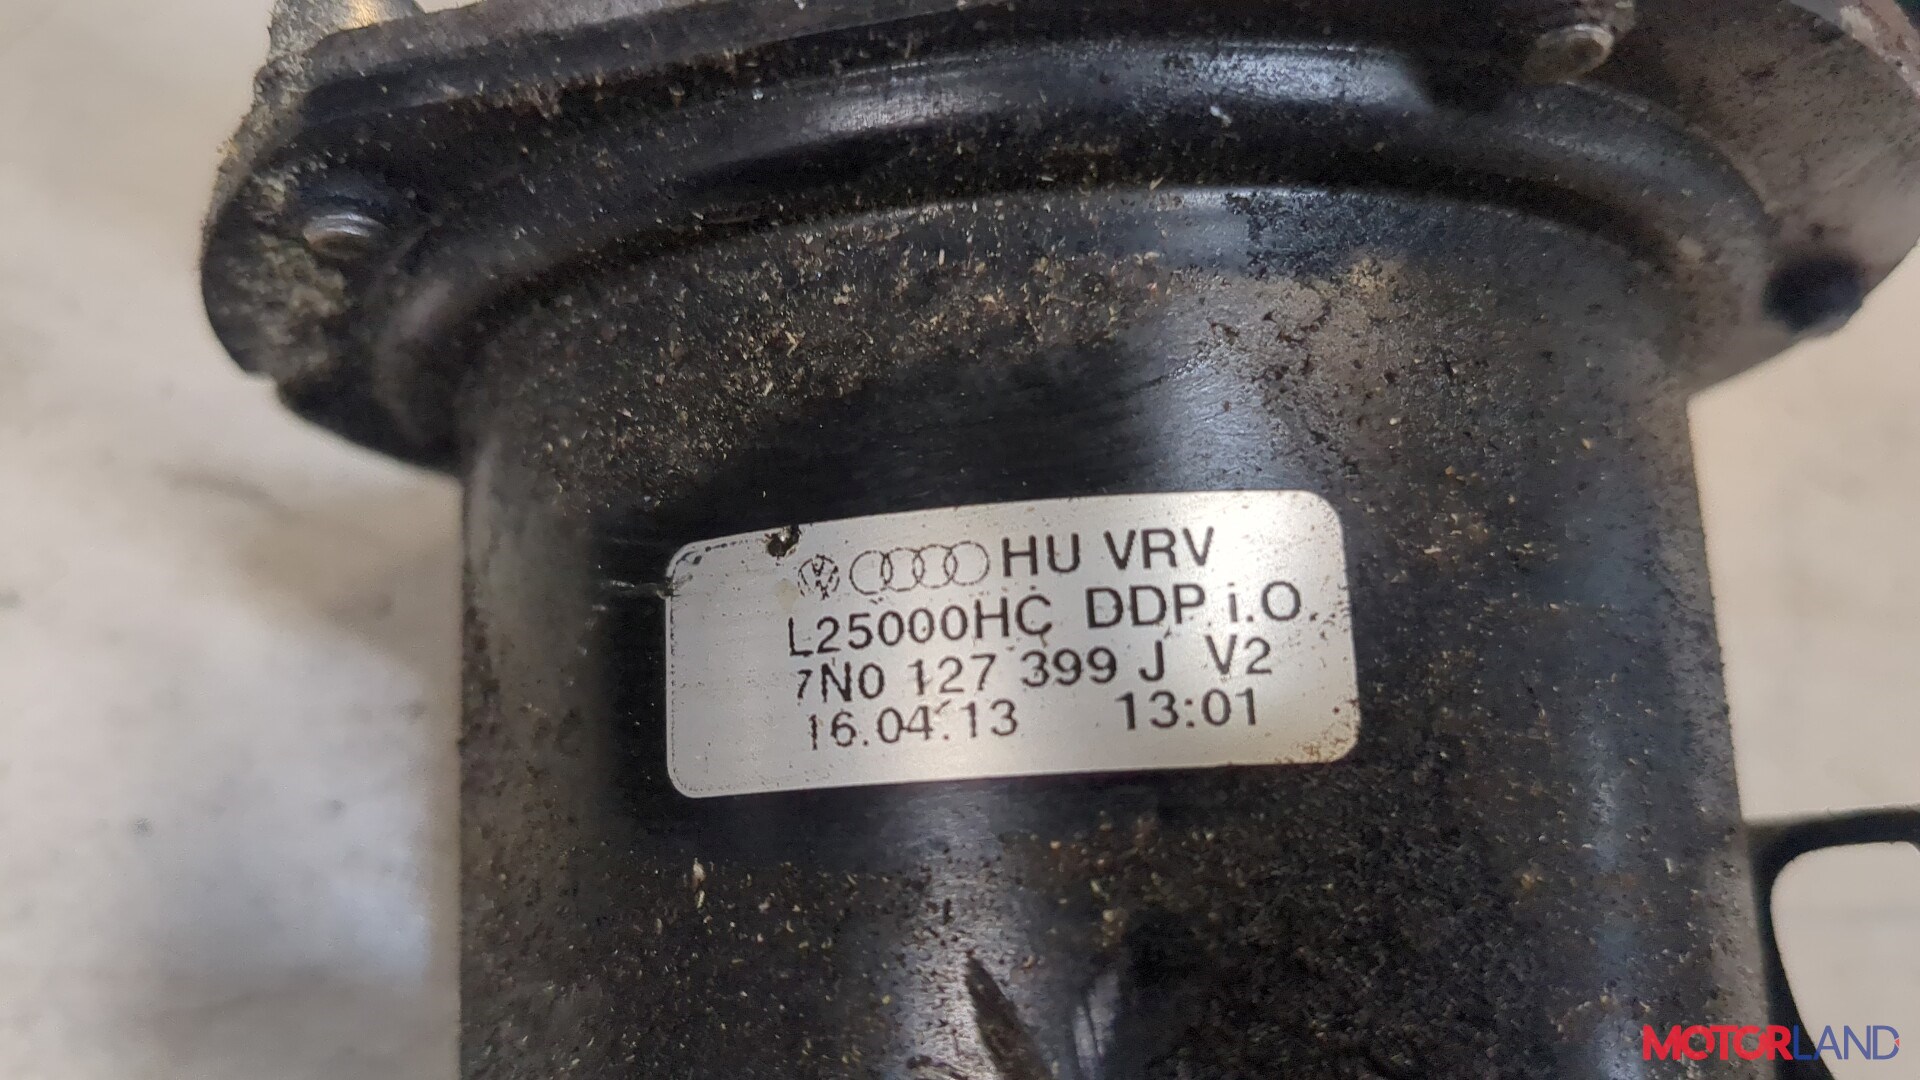 HU VRV
L25000HC DDP i.O.
7N0 127 399 J V2
16.04.13 13:01
MOTORLAND